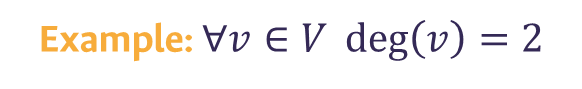 Example: ∀𝑣 ∈ 𝑉 deg(𝑣) = 2